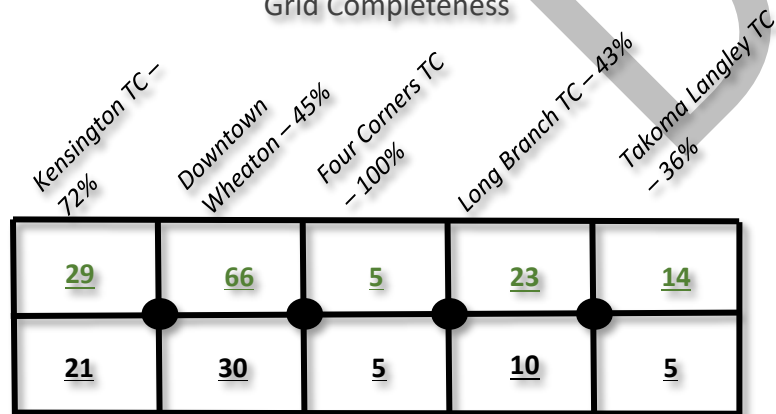 Grid Completeness
Kensington TC –
72%
Downtown
Wheaton – 45%
Four Corners TC
– 100%
Long Branch TC – 43%
Takoma Langley TC
– 36%
29 66 5 23 14
21 30 5 10 5